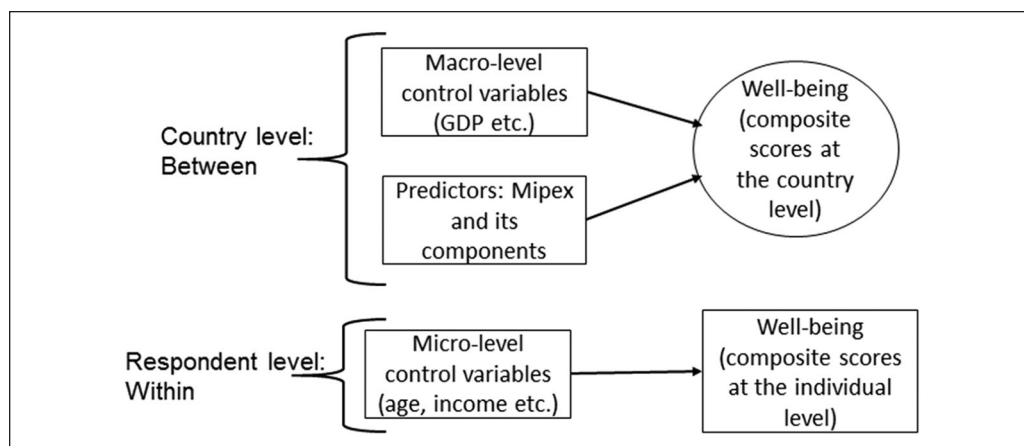 Country level:
Between
Macro-level
control variables
(GDP etc.)
Predictors: Mipex
and its
components
Well-being
(composite
scores at
the country
level)
Respondent level:
Within
Micro-level
control variables
(age, income etc.)
Well-being
(composite scores
at the individual
level)